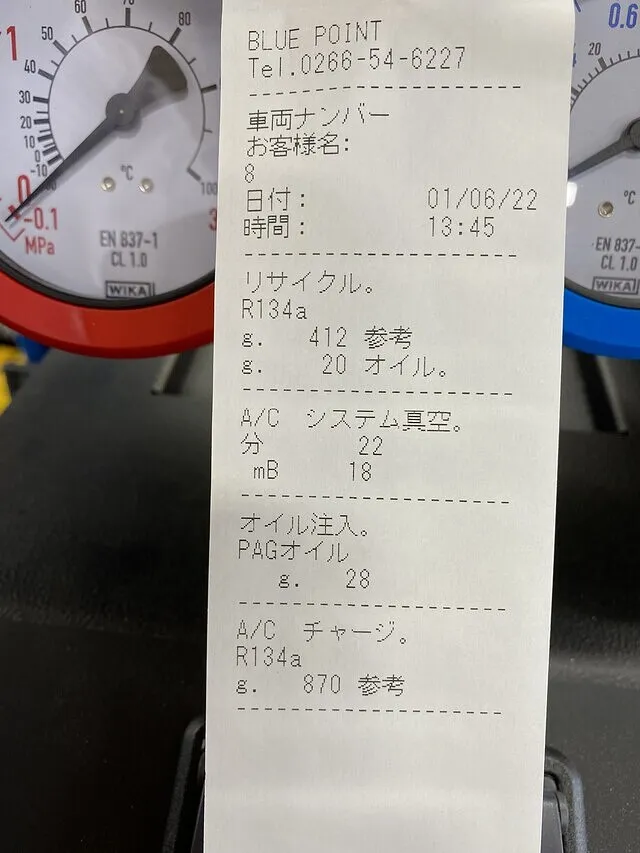 BLUE POINT
Tel.0266-54-6227
車両ナンバー
お客様名:
8
日付: 01/06/22
時間: 13:45
リサイクル。
R134a
g. 412 参考
g. 20 オイル。
A/C システム真空。
分 22
mB 18
オイル注入。
PAGオイル
g. 28
A/C チャージ。
R134a
g. 870 参考
1
-10
0
10
20
30
40
50
60
70
80
100
°C
0
-0.1
MPa
3
EN 837-1
CL 1.0
WIKA
0.6
20
°C
EN 837-
CL 1.0
WIKA